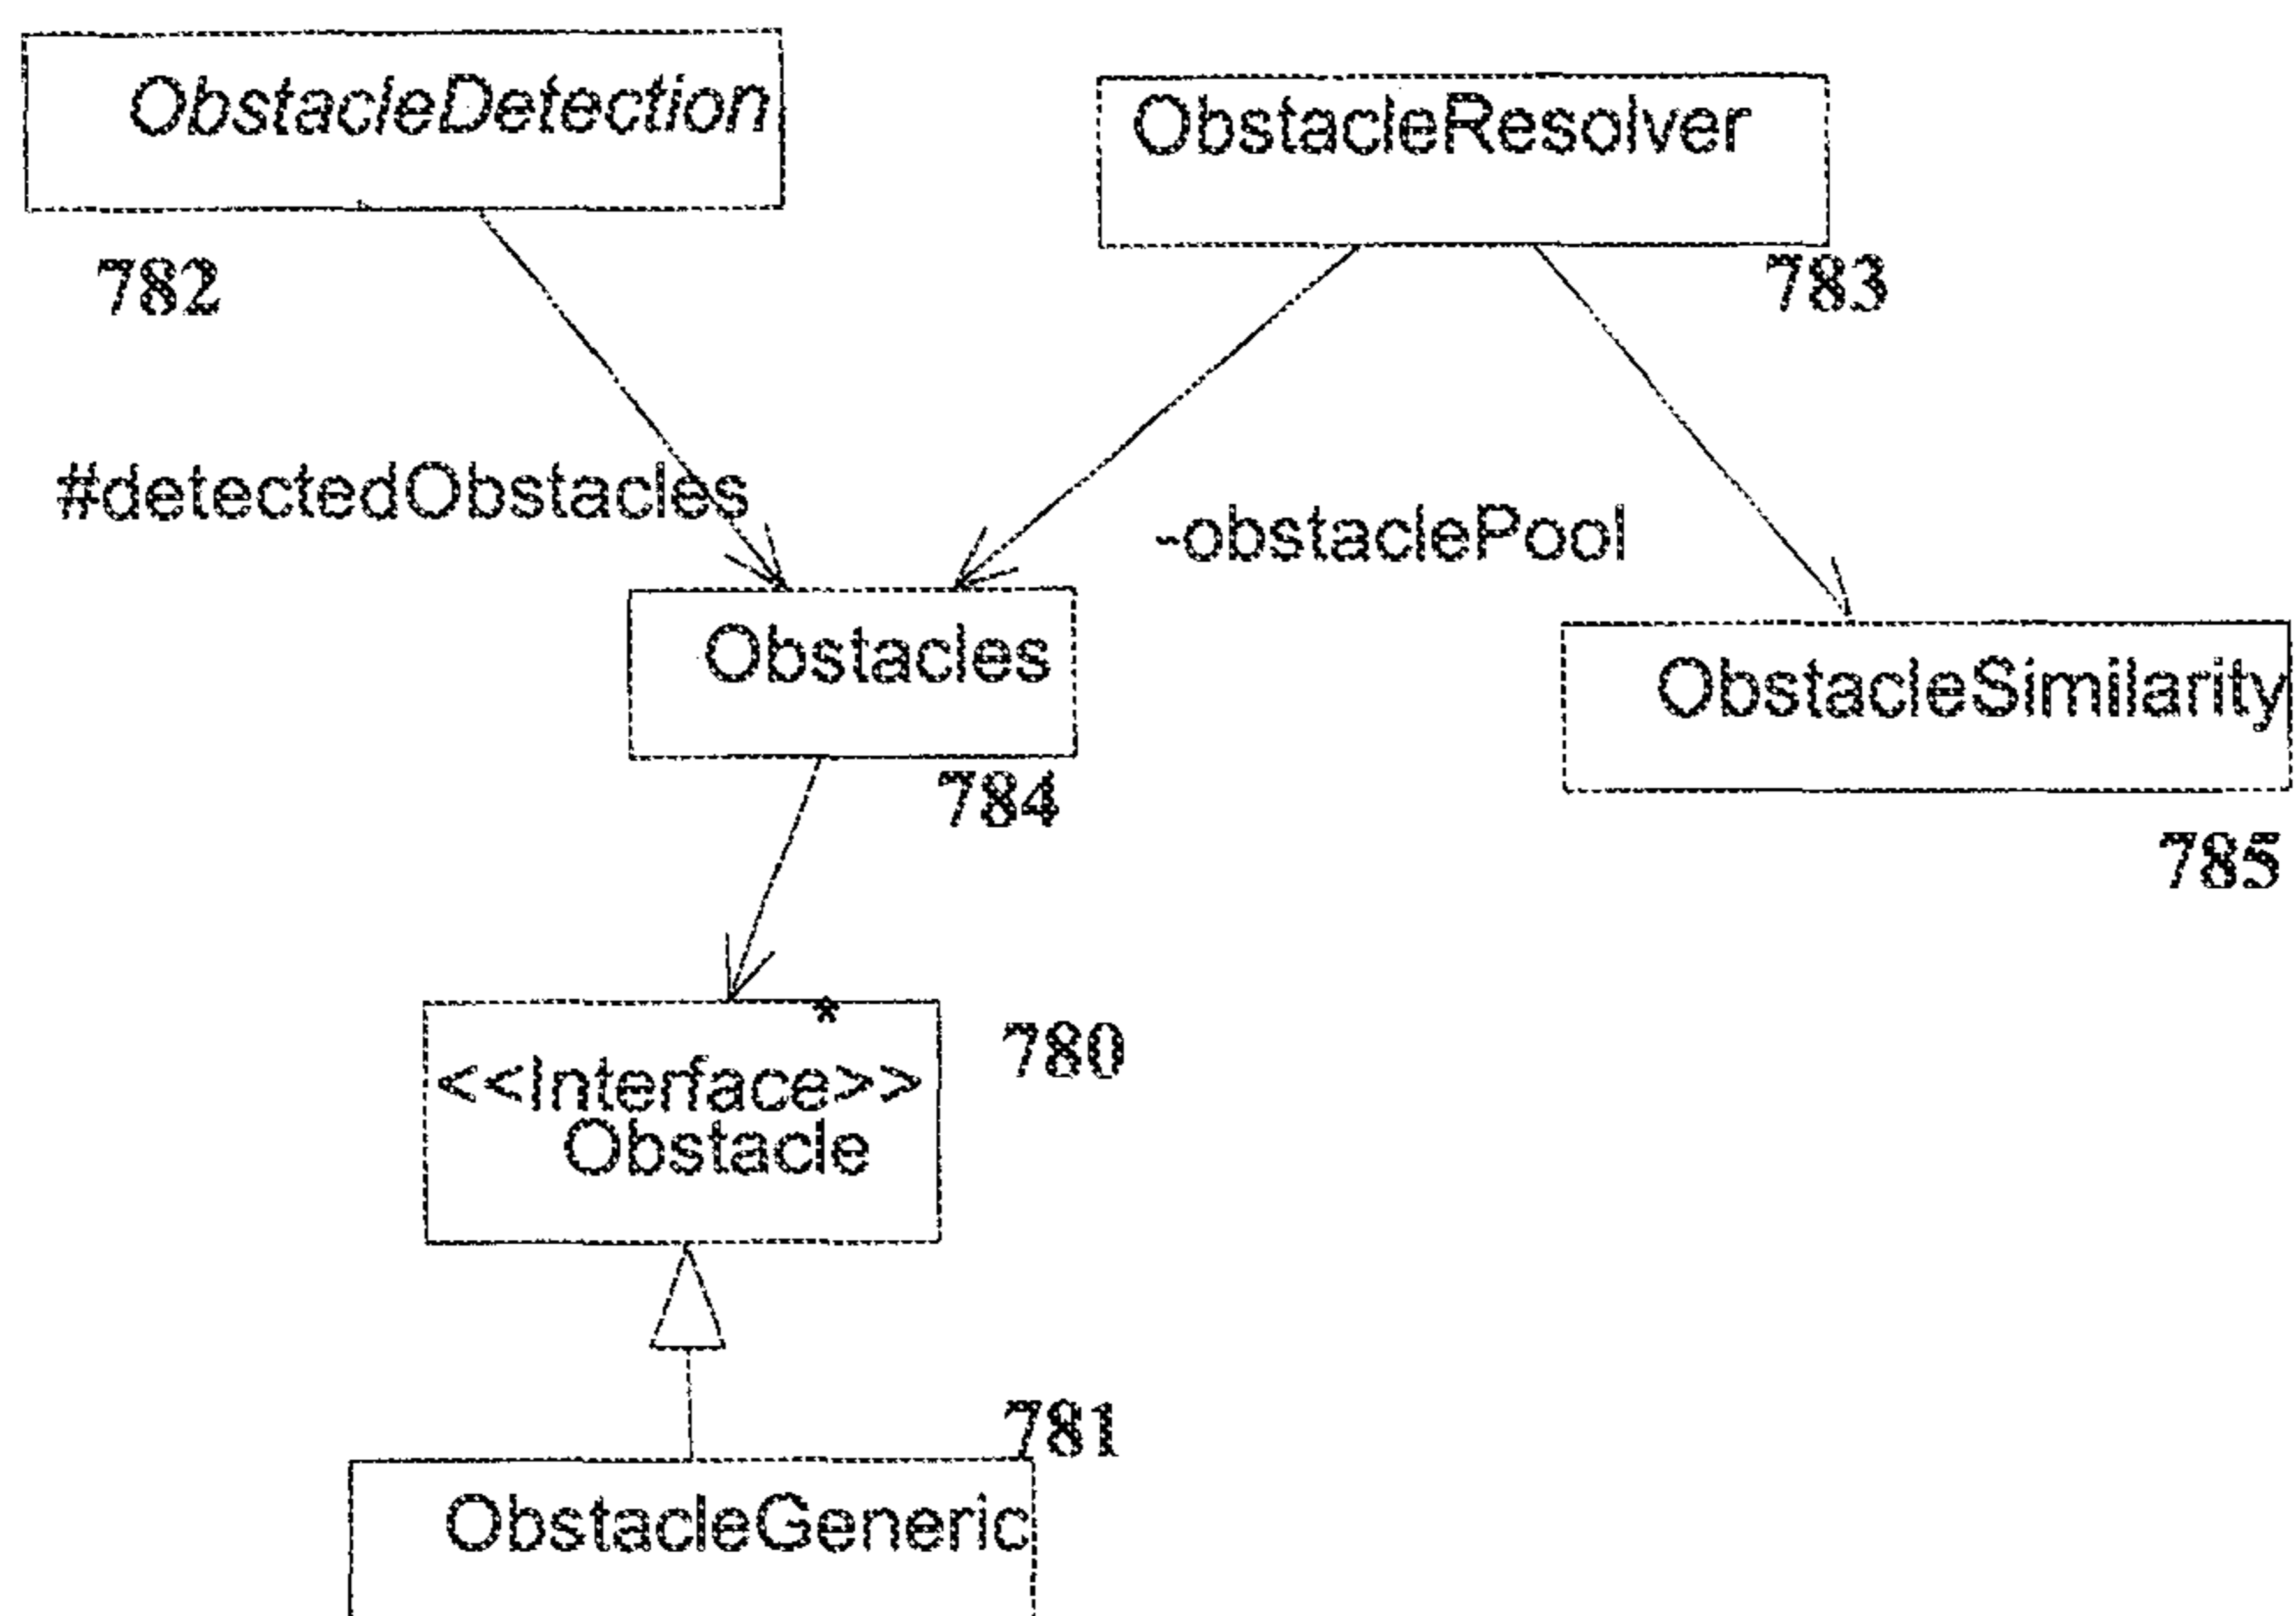 ObstacleDetection
ObstacleResolver
782
783
#detectedObstacles
-obstaclePool
Obstacles
ObstacleSimilarity
784
785
*
780
<<Interface>>
Obstacle
781
ObstacleGeneric